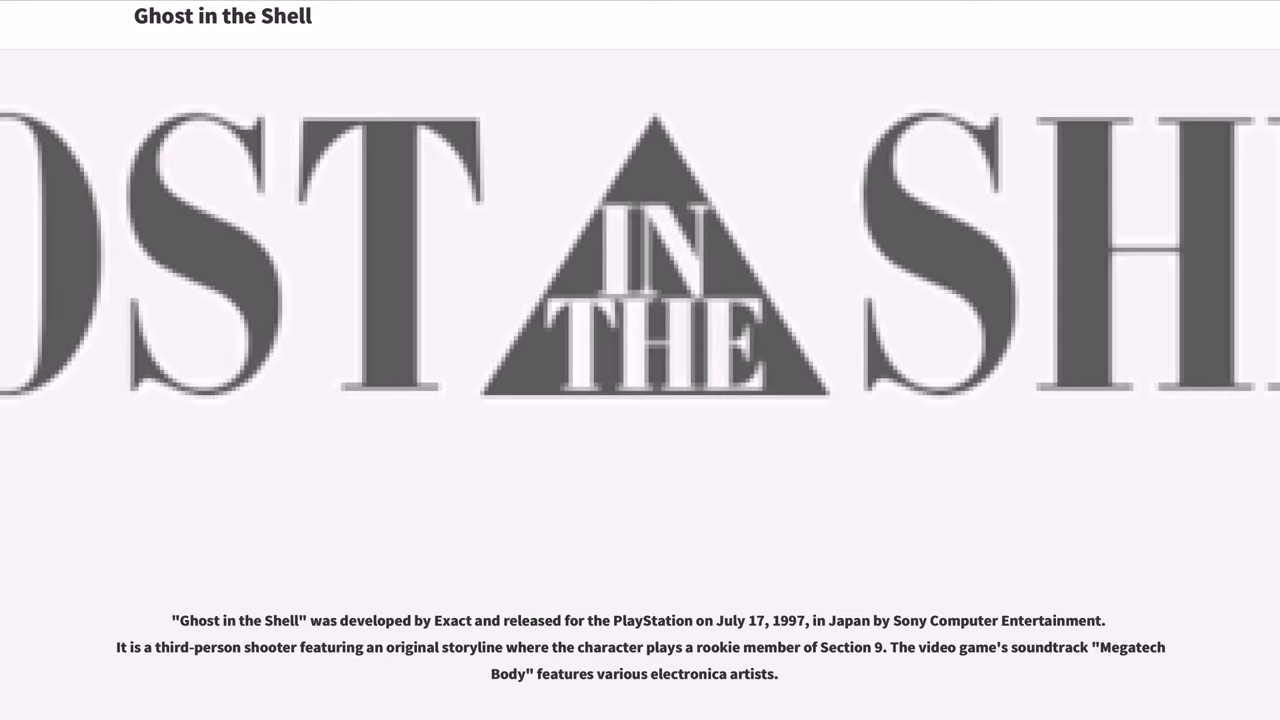 Ghost in the Shell
OST IN THE SH
"Ghost in the Shell" was developed by Exact and released for the PlayStation on July 17, 1997, in Japan by Sony Computer Entertainment.
It is a third-person shooter featuring an original storyline where the character plays a rookie member of Section 9. The video game's soundtrack "Megatech
Body" features various electronica artists.